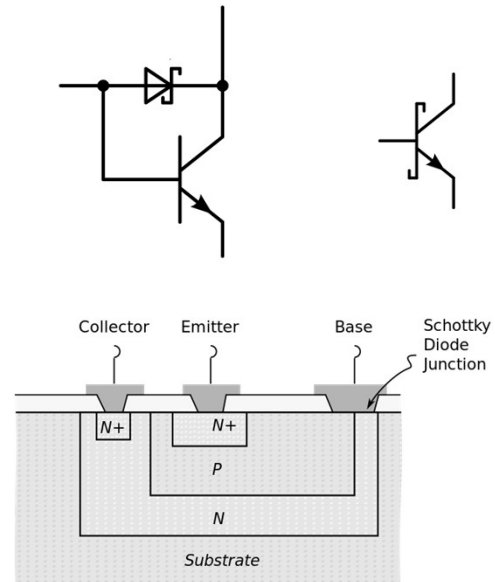 Collector Emitter Base Schottky
Diode
Junction
N+ N+
P
N
Substrate